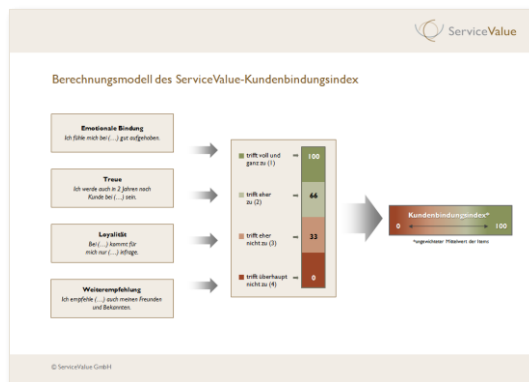 ServiceValue
Berechnungsmodell des ServiceValue-Kundenbindungsindex
Emotionale Bindung
Ich fühle mich bei (…) gut aufgehoben.
Treue
Ich werde auch in 2 Jahren noch
Kunde bei (…) sein.
Loyalität
Bei (…) kommt für
mich nur (…) infrage.
Weiterempfehlung
Ich empfehle (…) auch meinen Freunden
und Bekannten.
trifft voll und
ganz zu (1)
=
100
trifft eher
zu (2)
=
66
trifft eher
nicht zu (3)
=
33
trifft überhaupt
nicht zu (4)
=
0
Kundenbindungsindex*
0
100
*ungewichteter Mittelwert der Items
© ServiceValue GmbH